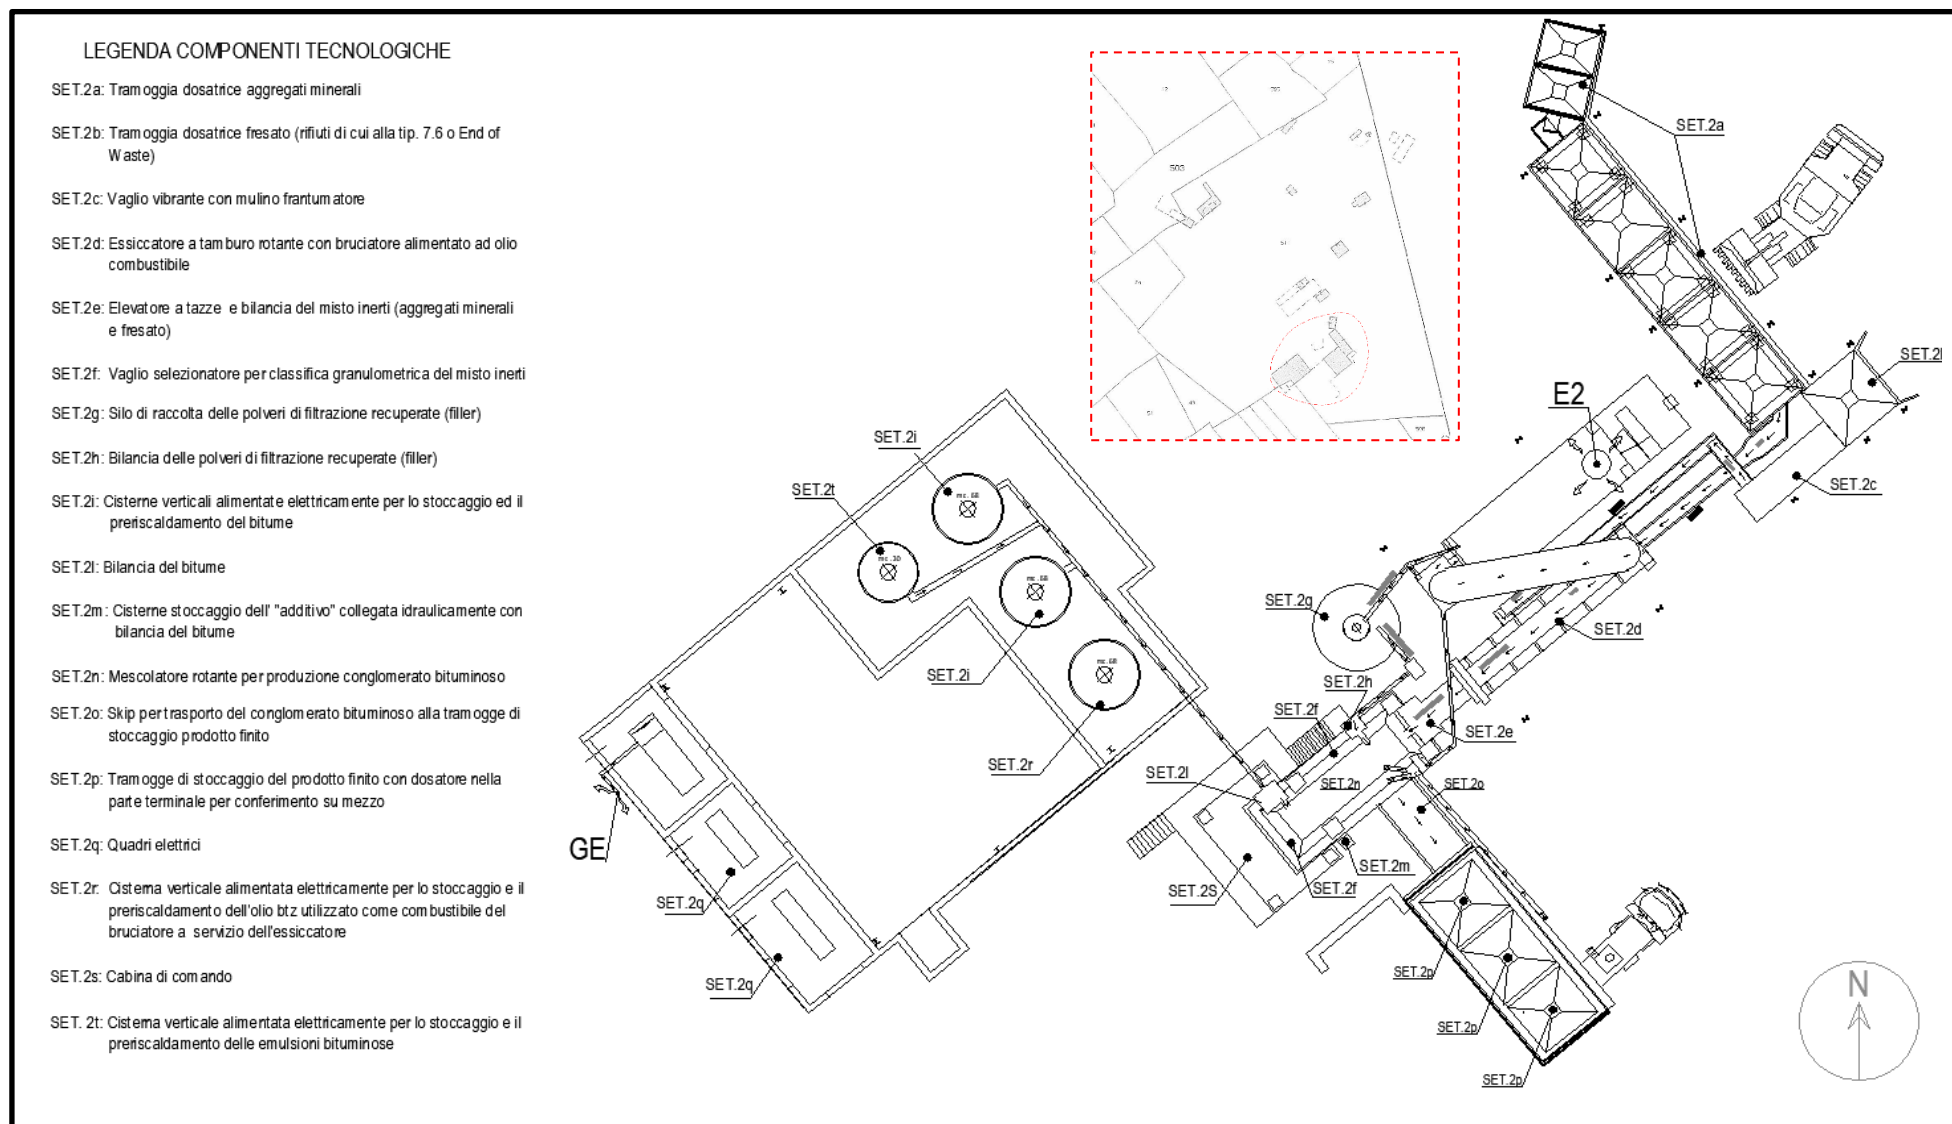 LEGENDA COMPONENTI TECNOLOGICHE
SET.2a: Tramoggia dosatrice aggregati minerali
SET.2b: Tramoggia dosatrice fresato (rifiuti di cui alla tip. 7.6 o End of
Waste)
SET.2c: Vaglio vibrante con mulino frantumatore
SET.2d: Essiccatore a tamburo rotante con bruciatore alimentato ad olio
combustibile
SET.2e: Elevatore a tazze e bilancia del misto inerti (aggregati minerali
e fresato)
SET.2f: Vaglio selezionatore per classifica granulometrica del misto inerti
SET.2g: Silo di raccolta delle polveri di filtrazione recuperate (filler)
SET.2h: Bilancia delle polveri di filtrazione recuperate (filler)
SET.2i: Cisterne verticali alimentate elettricamente per lo stoccaggio ed il
preriscaldamento del bitume
SET.2l: Bilancia del bitume
SET.2m: Cisterne stoccaggio dell' "additivo" collegata idraulicamente con
bilancia del bitume
SET.2n: Mescolatore rotante per produzione conglomerato bituminoso
SET.2o: Skip per trasporto del conglomerato bituminoso alla tramogge di
stoccaggio prodotto finito
SET.2p: Tramogge di stoccaggio del prodotto finito con dosatore nella
parte terminale per conferimento su mezzo
SET.2q: Quadri elettrici
SET.2r: Cisterna verticale alimentata elettricamente per lo stoccaggio e il
preriscaldamento dell'olio btz utilizzato come combustibile del
bruciatore a servizio dell'essiccatore
SET.2s: Cabina di comando
SET. 2t: Cisterna verticale alimentata elettricamente per lo stoccaggio e il
preriscaldamento delle emulsioni bituminose
503
SET.2a
E2
SET.2c
SET.2i
SET.2t
mc.30
SET.2g
SET.2d
SET.2i
SET.2h
SET.2f
SET.2e
SET.2r
SET.2l
SET.2n
SET.2o
GE
SET.2m
SET.2f
SET.2S
SET.2q
SET.2q
SET.2p
SET.2p
SET.2p
N